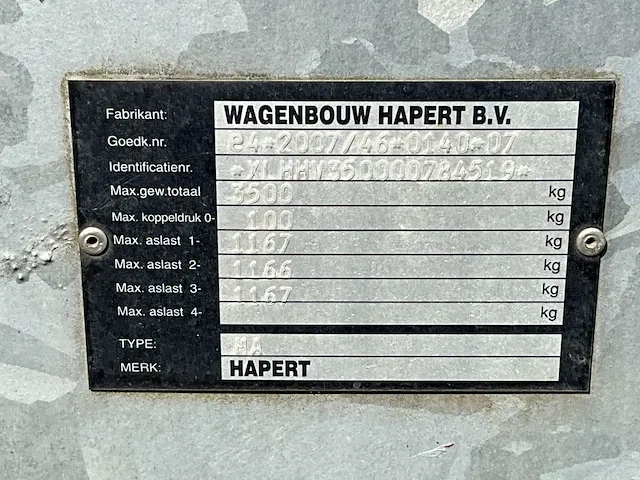 Fabrikant: WAGENBOUW HAPERT B.V.
Goedk.nr. e4*2007/46*0140*07
Identificatienr. *XLHHV350000784519*
Max.gew.totaal 3500 kg
Max. koppeldruk 0- 100
Max. aslast 1- 1167 kg
Max. aslast 2- 1166 kg
Max. aslast 3- 1167 kg
Max. aslast 4- kg
TYPE:
MERK: HAPERT